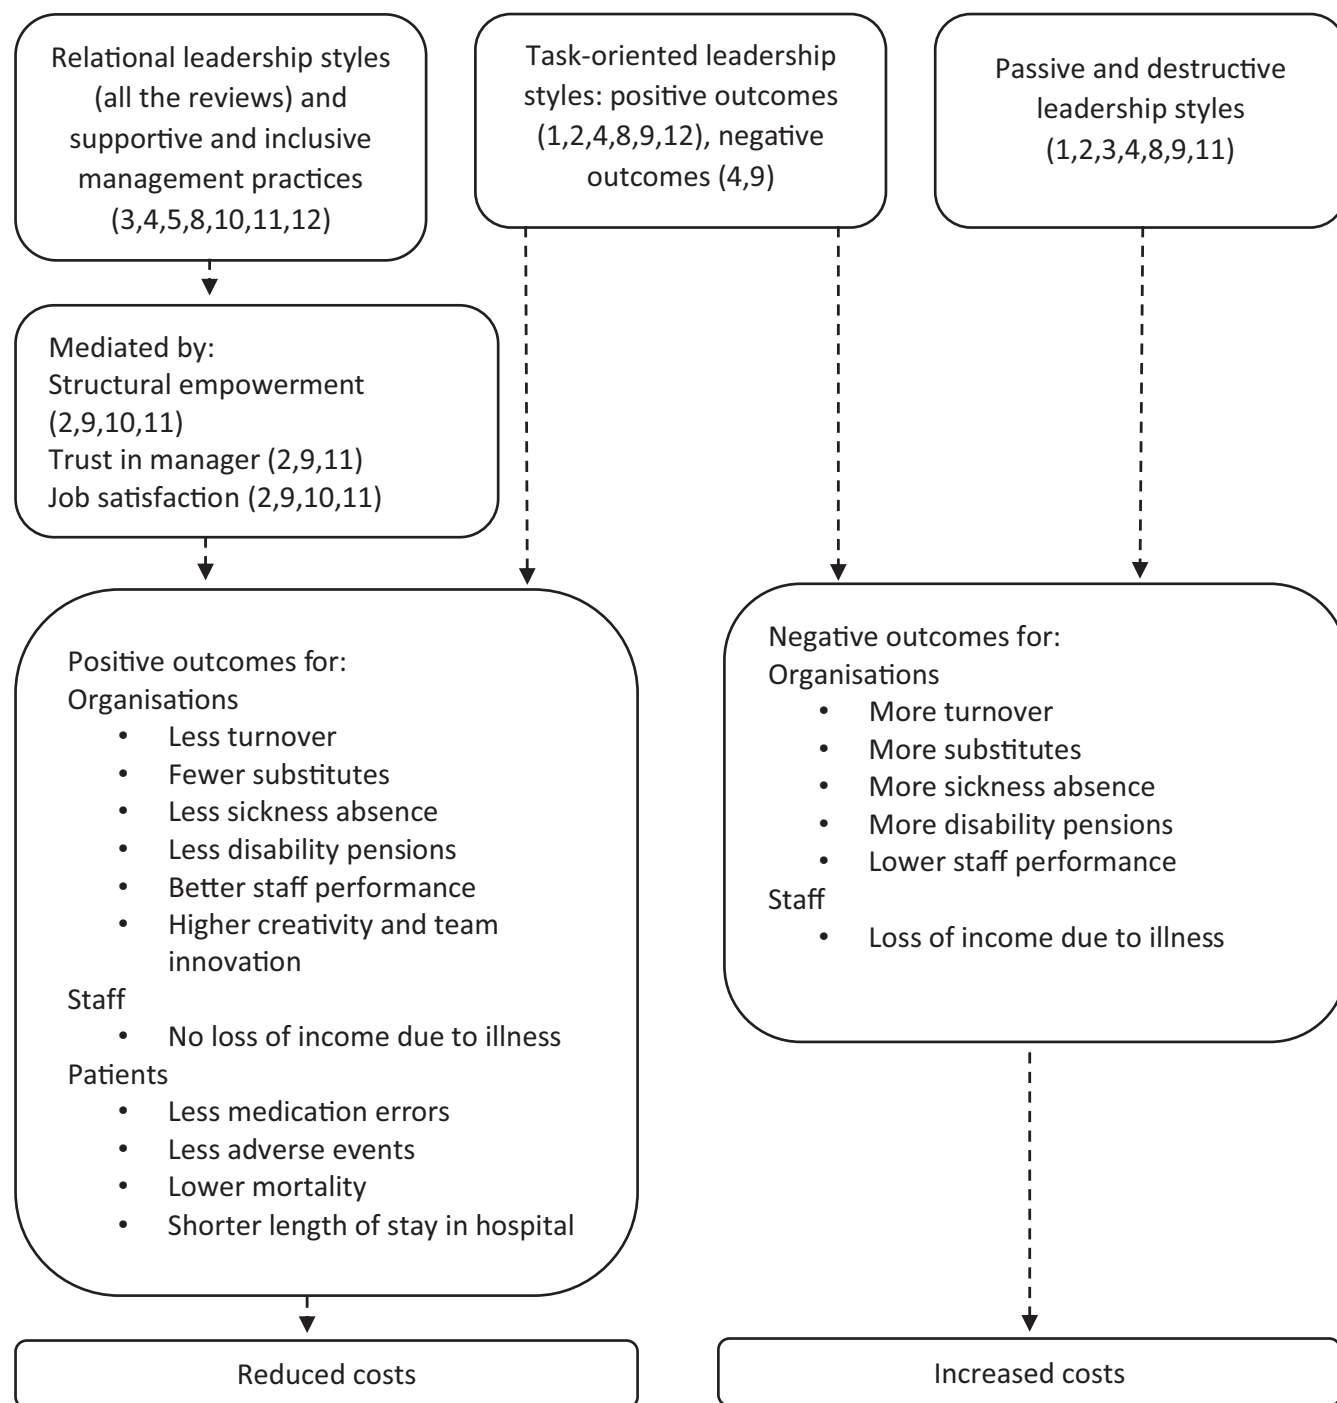 Relational leadership styles
(all the reviews) and
supportive and inclusive
management practices
(3,4,5,8,10,11,12)
Task-oriented leadership
styles: positive outcomes
(1,2,4,8,9,12), negative
outcomes (4,9)
Passive and destructive
leadership styles
(1,2,3,4,8,9,11)
Mediated by:
Structural empowerment
(2,9,10,11)
Trust in manager (2,9,11)
Job satisfaction (2,9,10,11)
Positive outcomes for:
Organisations
• Less turnover
• Fewer substitutes
• Less sickness absence
• Less disability pensions
• Better staff performance
• Higher creativity and team
innovation
Staff
• No loss of income due to illness
Patients
• Less medication errors
• Less adverse events
• Lower mortality
• Shorter length of stay in hospital
Negative outcomes for:
Organisations
• More turnover
• More substitutes
• More sickness absence
• More disability pensions
• Lower staff performance
Staff
• Loss of income due to illness
Reduced costs
Increased costs